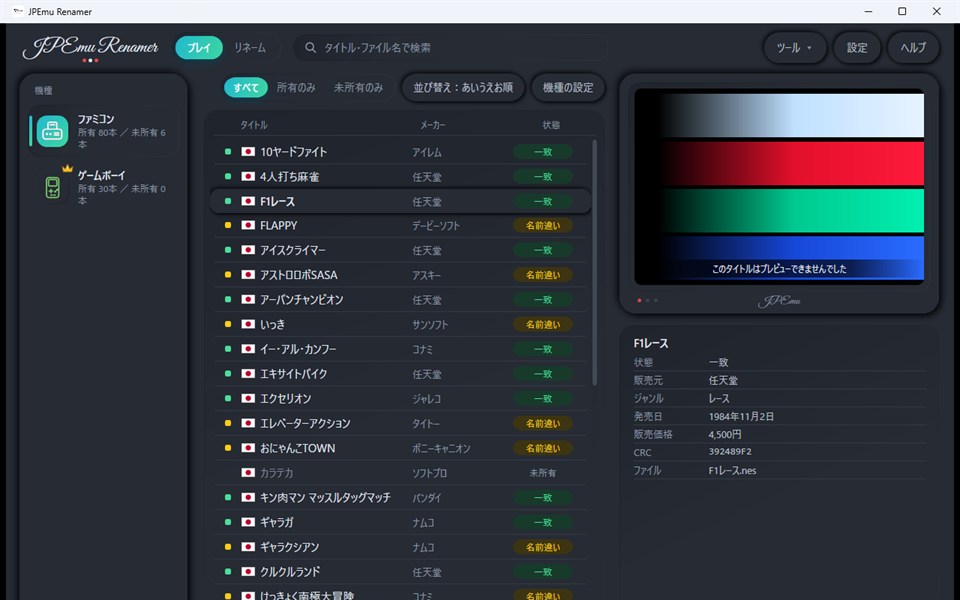 JPEmu Renamer
JPEmu Renamer
プレイ
リネーム
タイトル・ファイル名で検索
ツール
設定
ヘルプ
機種
ファミコン
所有 80本 ／ 未所有 6
本
ゲームボーイ
所有 30本 ／ 未所有 0
本
すべて
所有のみ
未所有のみ
並び替え：あいうえお順
機種の設定
タイトル メーカー 状態
10ヤードファイト アイレム 一致
4人打ち麻雀 任天堂 一致
F1レース 任天堂 一致
FLAPPY デービーソフト 名前違い
アイスクライマー 任天堂 一致
アストロロボSASA アスキー 名前違い
アーバンチャンピオン 任天堂 一致
いっき サンソフト 名前違い
イー・アル・カンフー コナミ 一致
エキサイトバイク 任天堂 一致
エクセリオン ジャレコ 一致
エレベーターアクション タイトー 名前違い
おにゃんこTOWN ポニーキャニオン 名前違い
カラテカ ソフトプロ 未所有
キン肉マン マッスルタッグマッチ バンダイ 一致
ギャラガ ナムコ 一致
ギャラクシアン ナムコ 名前違い
クルクルランド 任天堂 一致
けっきょく南極大冒険 コナミ 名前違い
このタイトルはプレビューできませんでした
JPEmu
F1レース
状態 一致
販売元 任天堂
ジャンル レース
発売日 1984年11月2日
販売価格 4,500円
CRC 392489F2
ファイル F1レース.nes